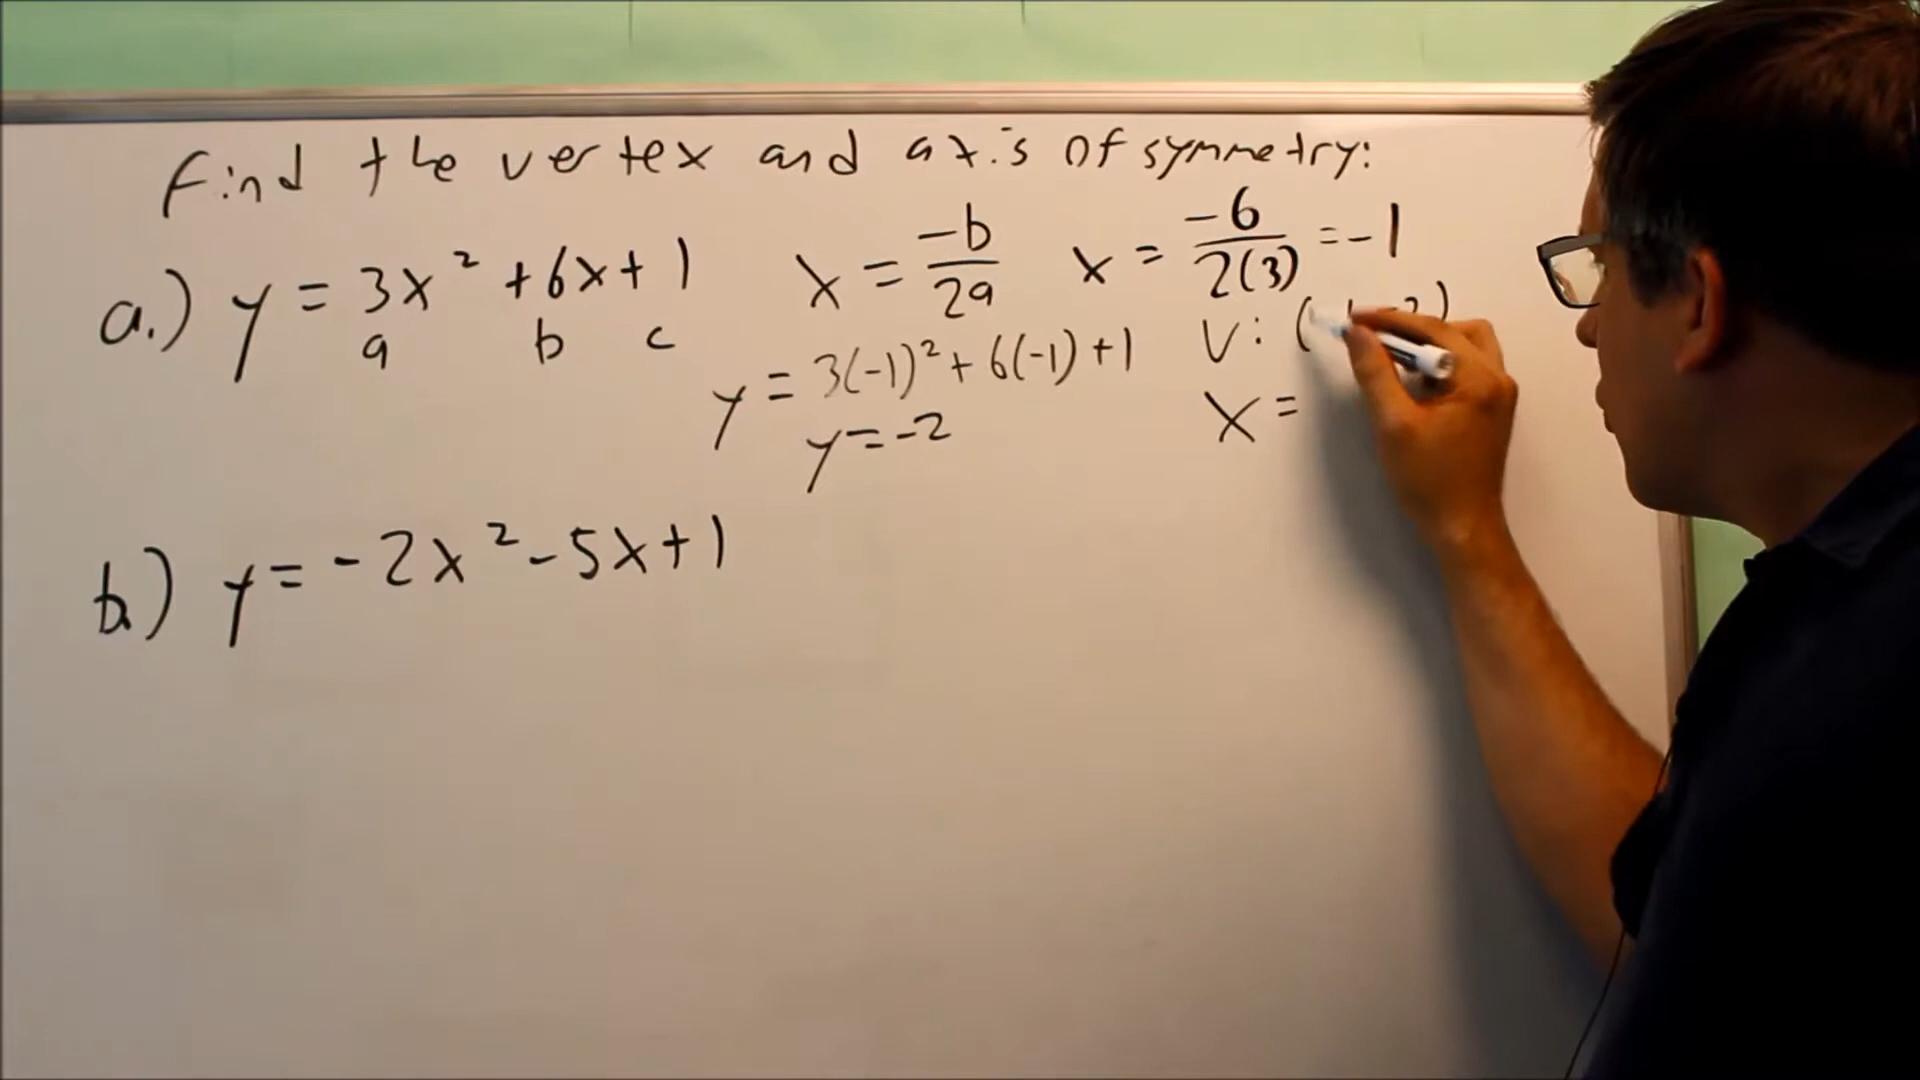 Find the vertex and axis of symmetry:
a.) y = 3x² + 6x + 1
a b c
x = -b/2a
x = -6/2(3) = -1
y = 3(-1)² + 6(-1) + 1
y = -2
V: (
x =
b.) y = -2x² - 5x + 1